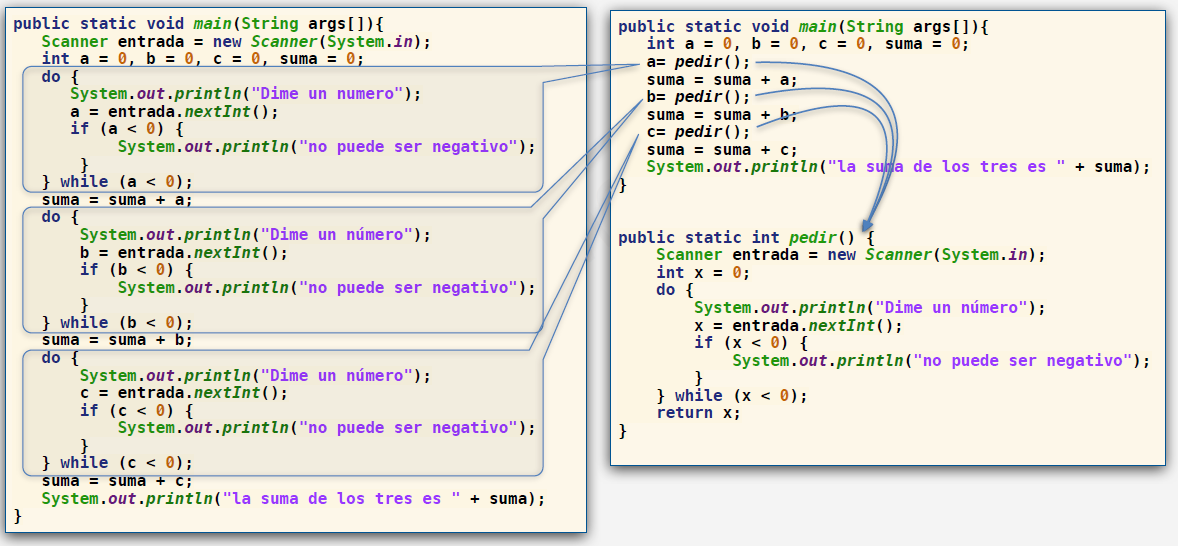 public static void main(String args[]){
   Scanner entrada = new Scanner(System.in);
   int a = 0, b = 0, c = 0, suma = 0;
   do {
      System.out.println("Dime un numero");
      a = entrada.nextInt();
      if (a < 0) {
           System.out.println("no puede ser negativo");
       }
   } while (a < 0);
   suma = suma + a;
   do {
       System.out.println("Dime un número");
       b = entrada.nextInt();
       if (b < 0) {
           System.out.println("no puede ser negativo");
       }
   } while (b < 0);
   suma = suma + b;
   do {
       System.out.println("Dime un número");
       c = entrada.nextInt();
       if (c < 0) {
           System.out.println("no puede ser negativo");
       }
   } while (c < 0);
   suma = suma + c;
   System.out.println("la suma de los tres es " + suma);
}
public static void main(String args[]){
   int a = 0, b = 0, c = 0, suma = 0;
   a= pedir();
   suma = suma + a;
   b= pedir();
   suma = suma + b;
   c= pedir();
   suma = suma + c;
   System.out.println("la suma de los tres es " + suma);
}
public static int pedir() {
    Scanner entrada = new Scanner(System.in);
    int x = 0;
    do {
        System.out.println("Dime un número");
        x = entrada.nextInt();
        if (x < 0) {
            System.out.println("no puede ser negativo");
        }
    } while (x < 0);
    return x;
}